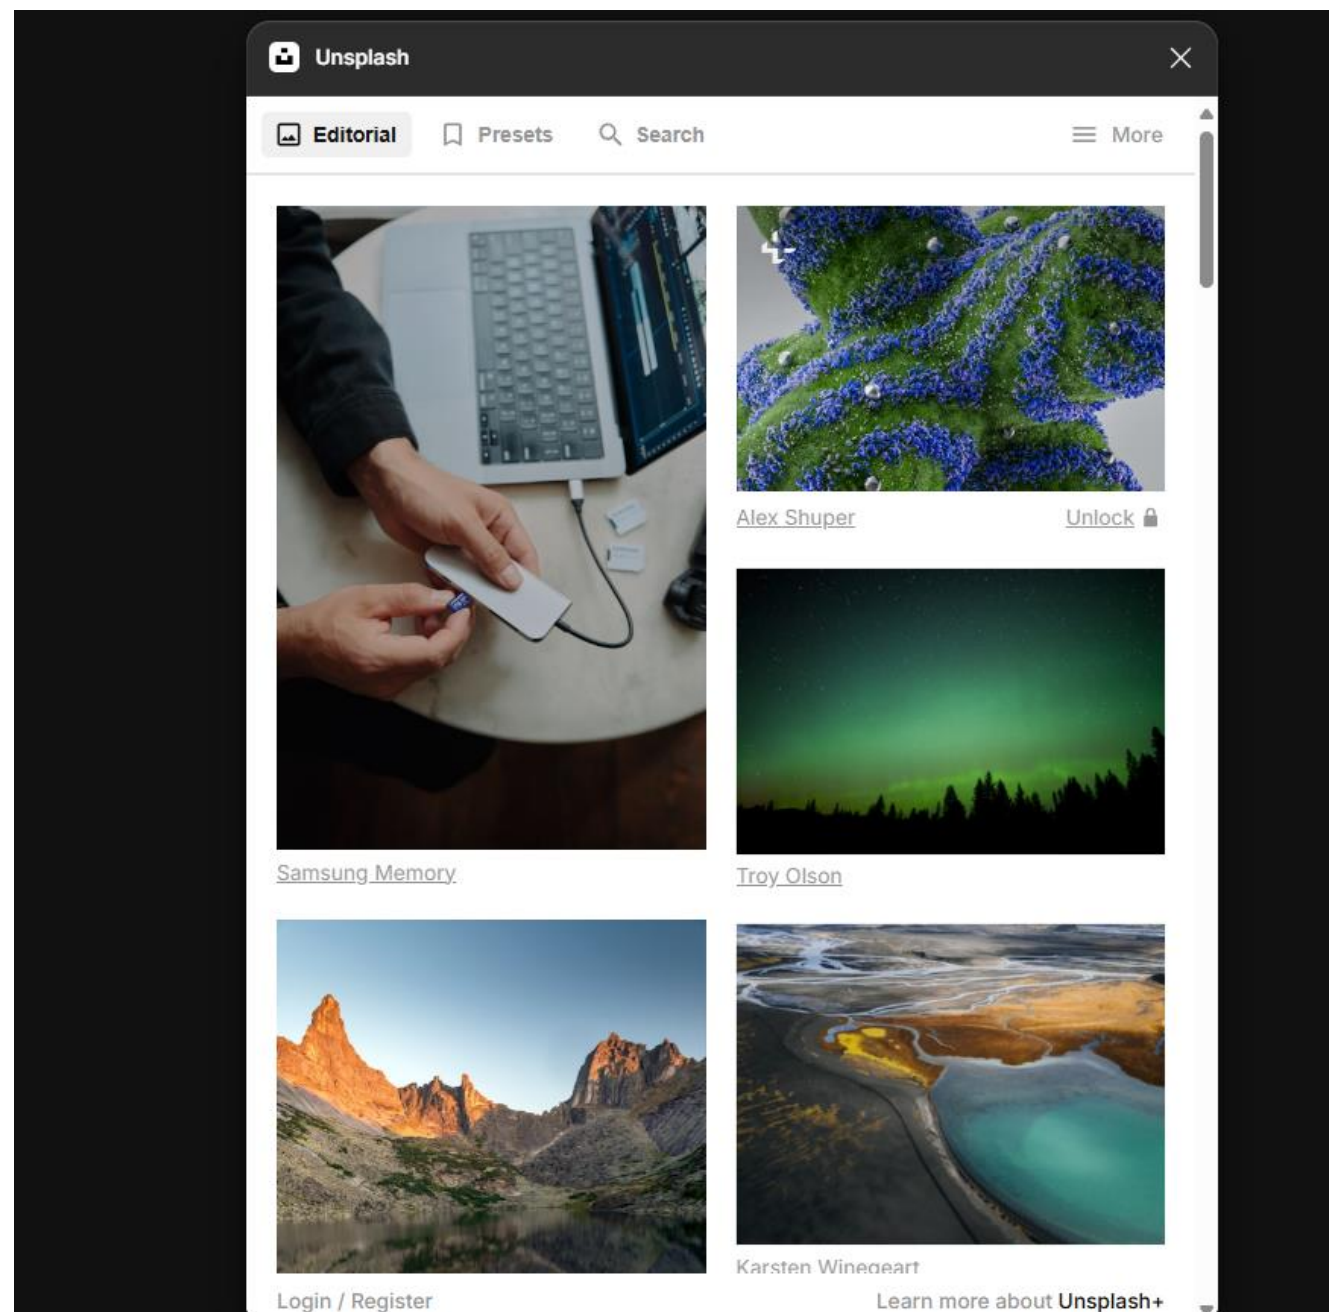 Unsplash
Editorial Presets Search More
Alex Shuper Unlock
Samsung Memory
Troy Olson
Karsten Winegeart
Login / Register Learn more about Unsplash+